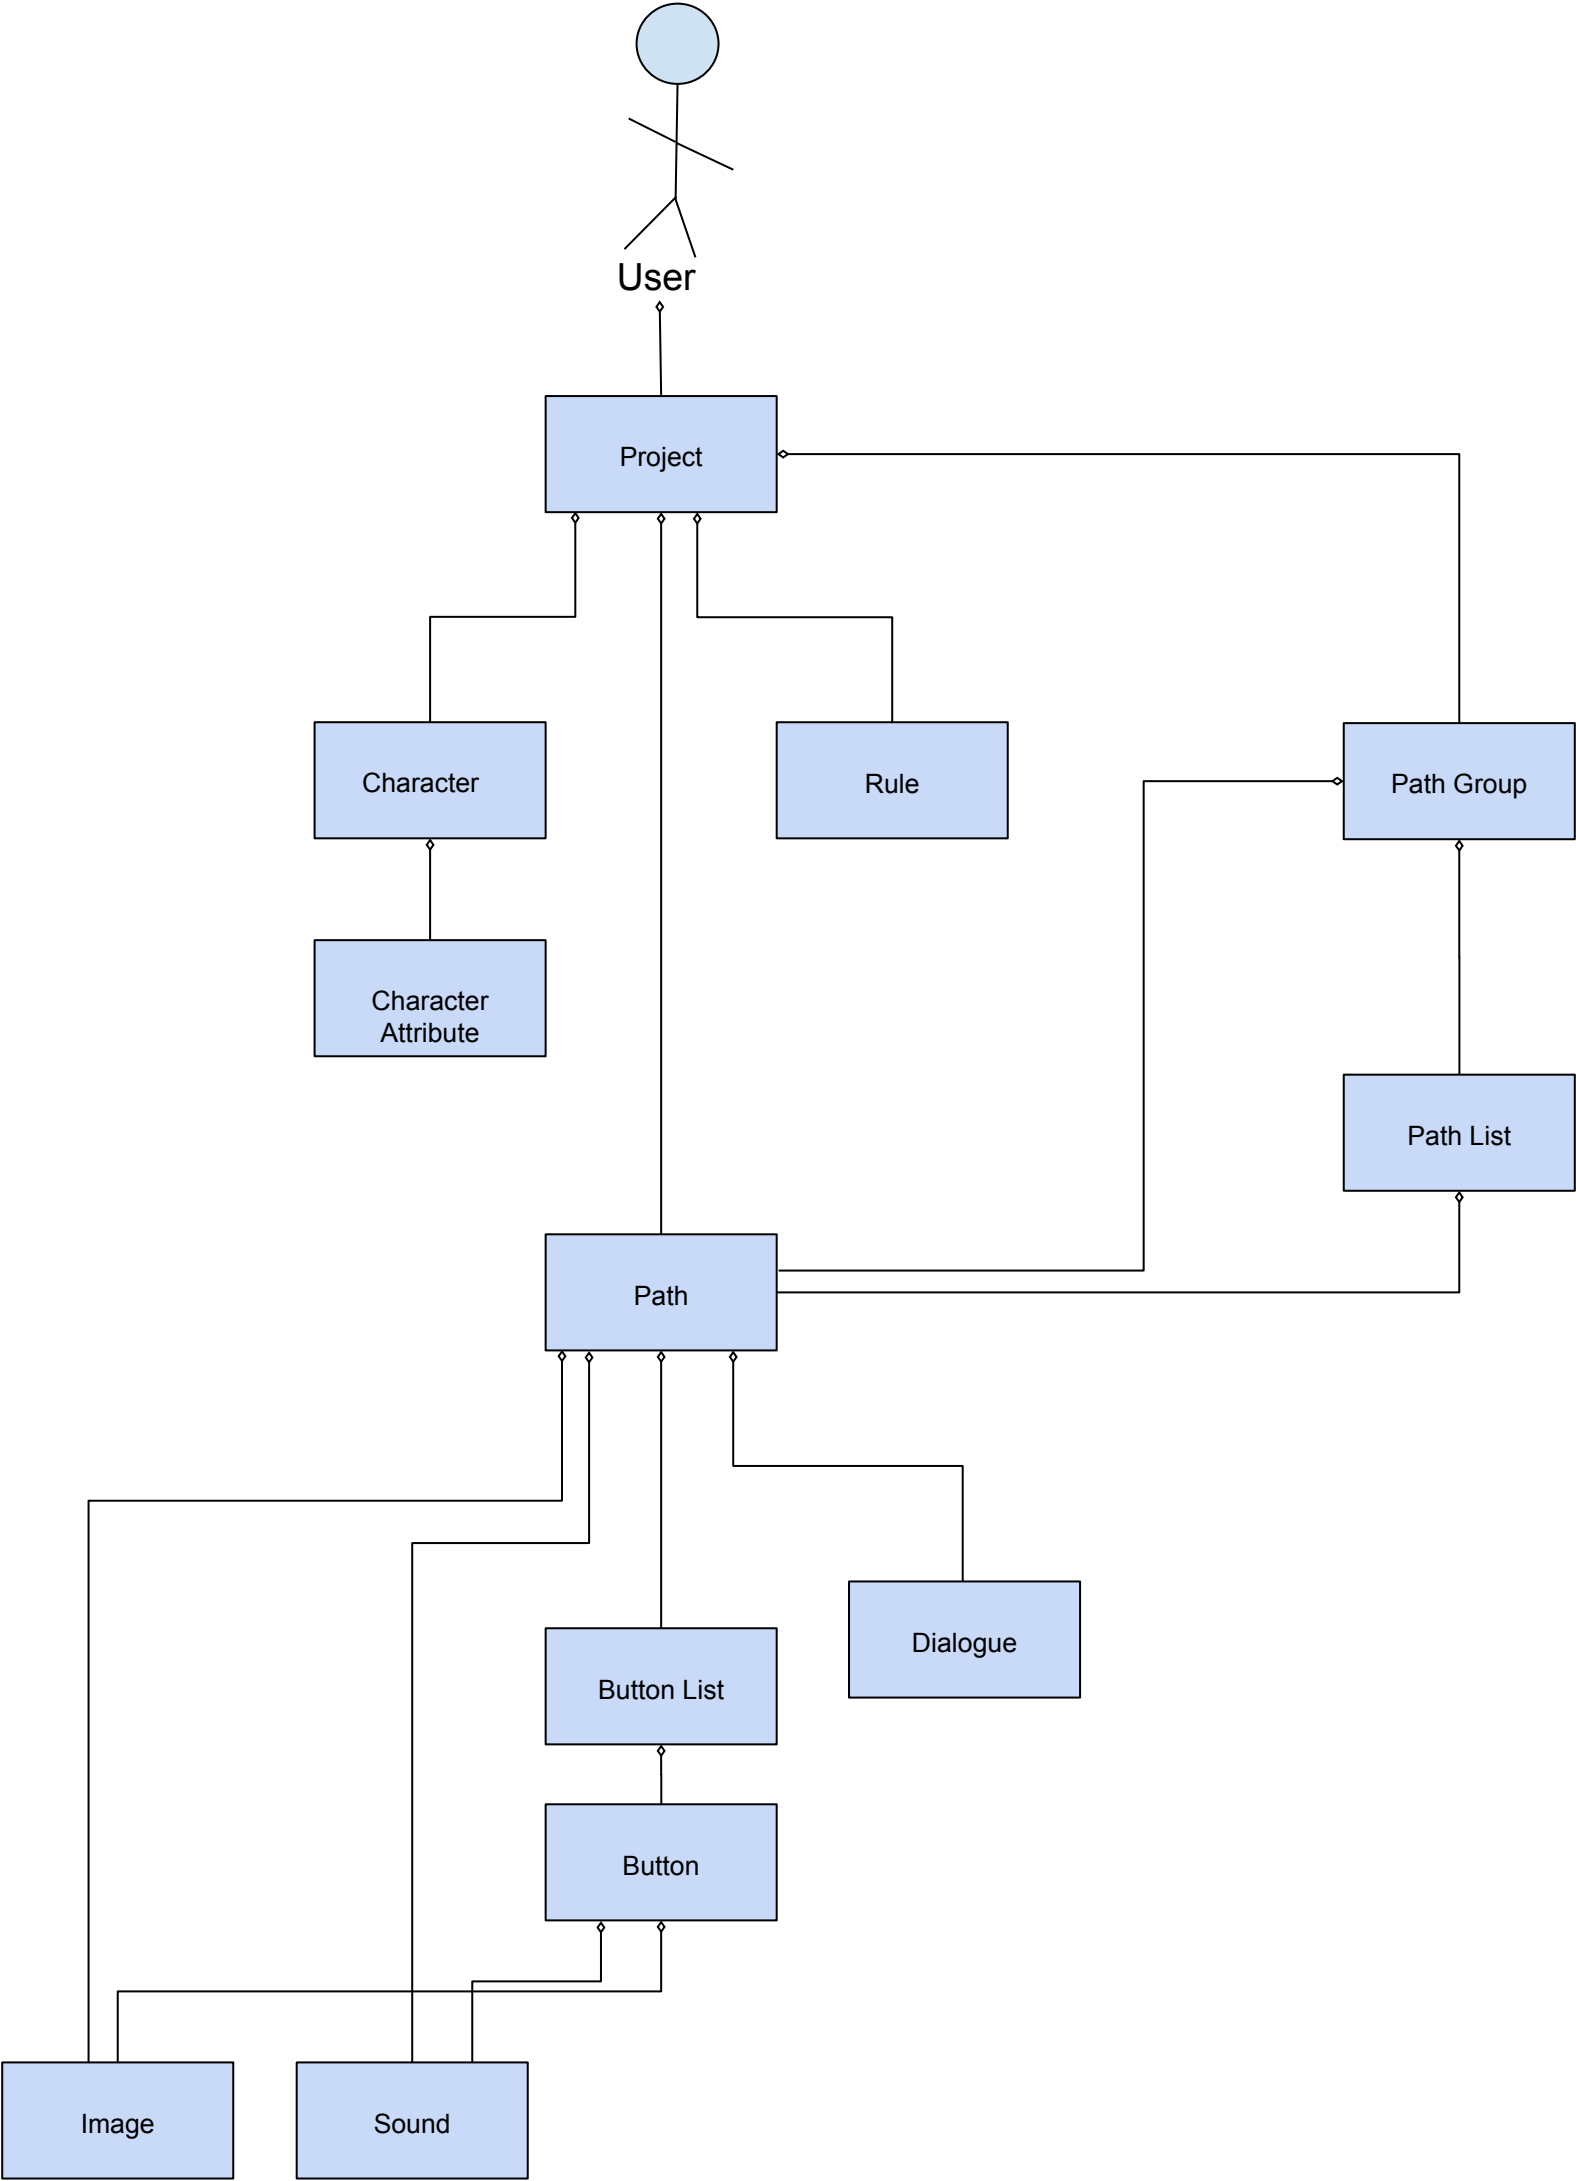 User
Project
Character
Rule
Path Group
Character
Attribute
Path List
Path
Dialogue
Button List
Button
Image
Sound